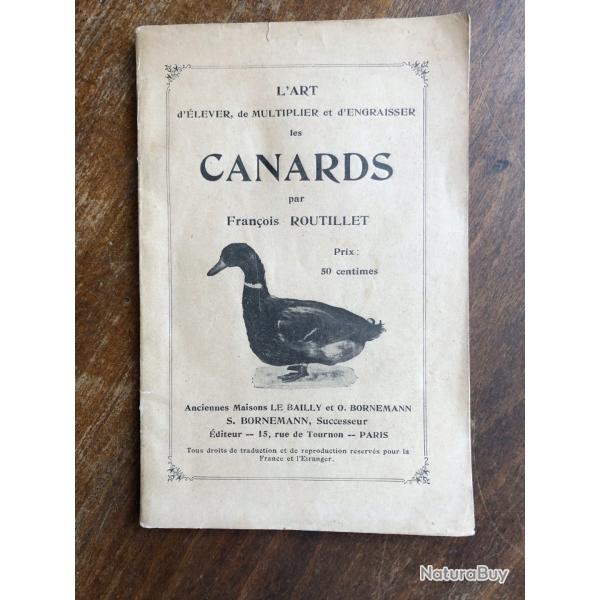 L'ART
d'ÉLEVER, de MULTIPLIER et d'ENGRAISSER
les
CANARDS
par
François ROUTILLET
Prix :
50 centimes
Anciennes Maisons LE BAILLY et O. BORNEMANN
S. BORNEMANN, Successeur
Éditeur -- 15, rue de Tournon -- PARIS
Tous droits de traduction et de reproduction réservés pour la
France et l'Etranger.
NaturaBuy